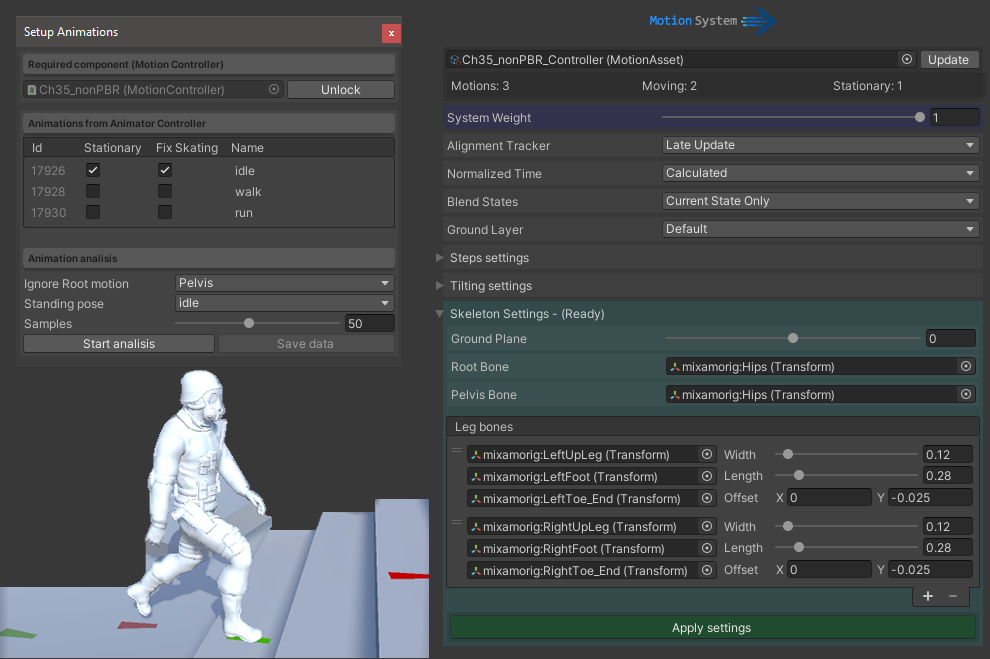 Setup Animations
x
Required component (Motion Controller)
Ch35_nonPBR (MotionController)
Unlock
Animations from Animator Controller
Id Stationary Fix Skating Name
17926 idle
17928 walk
17930 run
Animation analisis
Ignore Root motion Pelvis
Standing pose idle
Samples 50
Start analisis Save data
Motion System
Ch35_nonPBR_Controller (MotionAsset) Update
Motions: 3 Moving: 2 Stationary: 1
System Weight 1
Alignment Tracker Late Update
Normalized Time Calculated
Blend States Current State Only
Ground Layer Default
Steps settings
Tilting settings
Skeleton Settings - (Ready)
Ground Plane 0
Root Bone mixamorig:Hips (Transform)
Pelvis Bone mixamorig:Hips (Transform)
Leg bones
mixamorig:LeftUpLeg (Transform) Width 0.12
mixamorig:LeftFoot (Transform) Length 0.28
mixamorig:LeftToe_End (Transform) Offset X 0 Y -0.025
mixamorig:RightUpLeg (Transform) Width 0.12
mixamorig:RightFoot (Transform) Length 0.28
mixamorig:RightToe_End (Transform) Offset X 0 Y -0.025
+ −
Apply settings